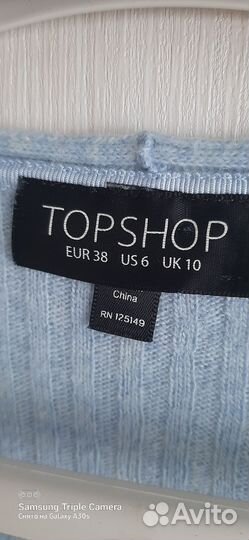 TOPSHOP
EUR 38 US 6 UK 10
China
RN 125149
Samsung Triple Camera
Снято на Galaxy A30s
Avito